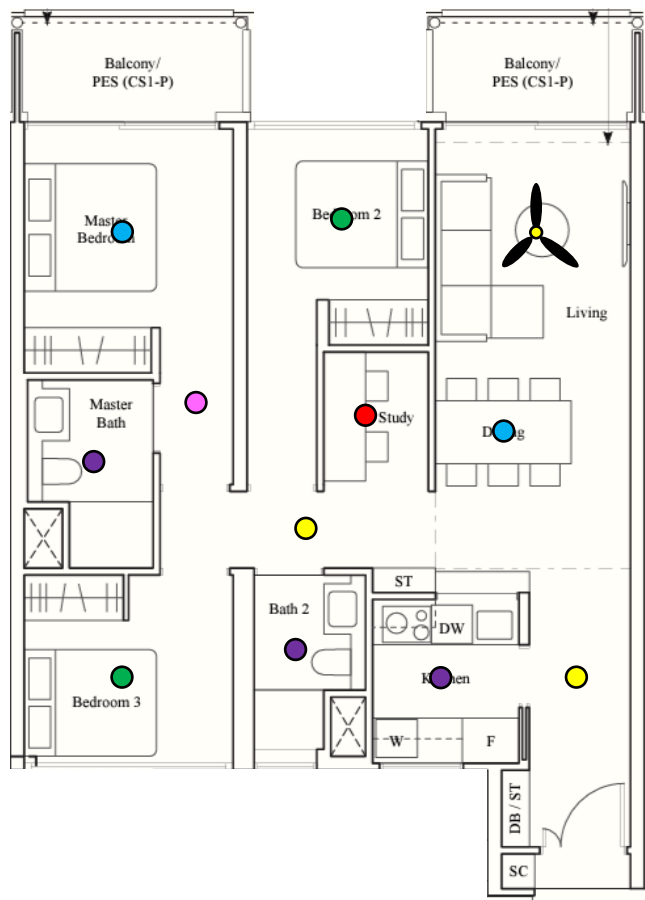 Balcony/
PES (CS1-P)
Balcony/
PES (CS1-P)
Master
Bedroom
Bedroom 2
Living
Master
Bath
Study
Dining
ST
Bath 2
DW
Kitchen
Bedroom 3
W
F
DB / ST
SC